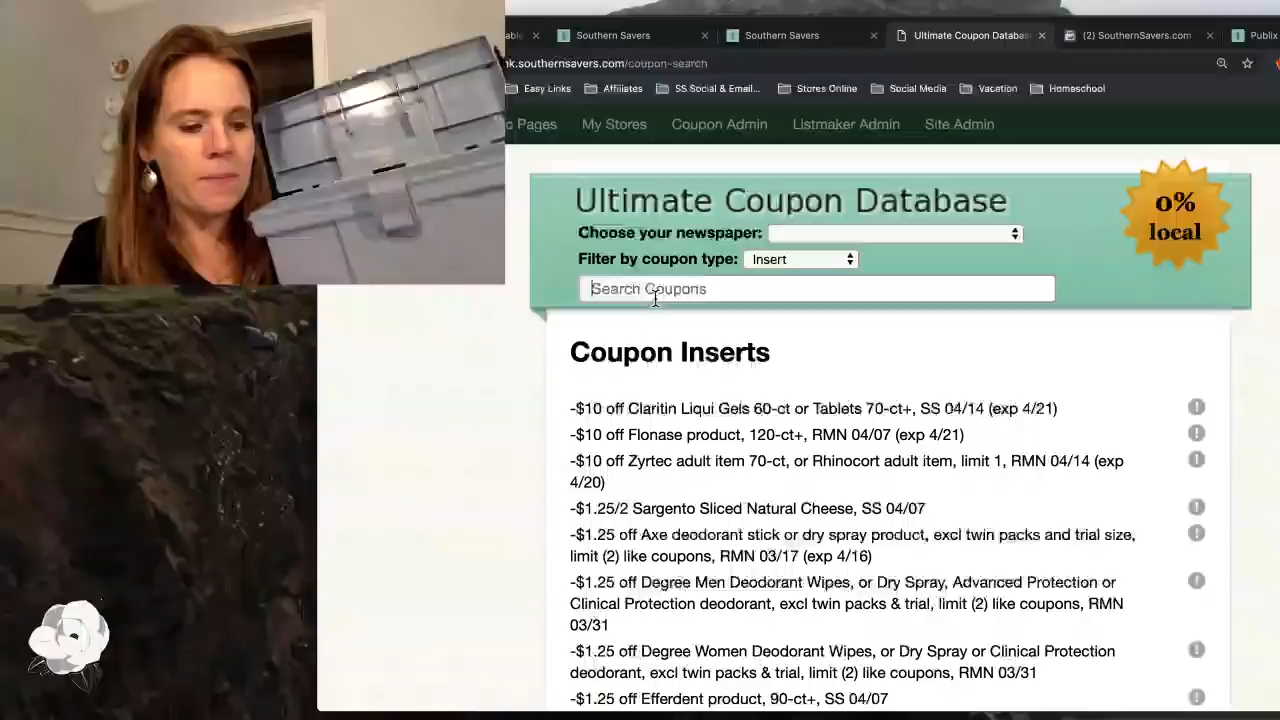 Southern Savers
Southern Savers
Ultimate Coupon Databas
(2) SouthernSavers.com
Publix
nk.southernsavers.com/coupon-search
Easy Links
Affiliates
SS Social & Email...
Stores Online
Social Media
Vacation
Homeschool
Pages
My Stores
Coupon Admin
Listmaker Admin
Site Admin
Ultimate Coupon Database
0%
local
Choose your newspaper:
Filter by coupon type: Insert
Search Coupons
Coupon Inserts
-$10 off Claritin Liqui Gels 60-ct or Tablets 70-ct+, SS 04/14 (exp 4/21)
-$10 off Flonase product, 120-ct+, RMN 04/07 (exp 4/21)
-$10 off Zyrtec adult item 70-ct, or Rhinocort adult item, limit 1, RMN 04/14 (exp
4/20)
-$1.25/2 Sargento Sliced Natural Cheese, SS 04/07
-$1.25 off Axe deodorant stick or dry spray product, excl twin packs and trial size,
limit (2) like coupons, RMN 03/17 (exp 4/16)
-$1.25 off Degree Men Deodorant Wipes, or Dry Spray, Advanced Protection or
Clinical Protection deodorant, excl twin packs & trial, limit (2) like coupons, RMN
03/31
-$1.25 off Degree Women Deodorant Wipes, or Dry Spray or Clinical Protection
deodorant, excl twin packs & trial, limit (2) like coupons, RMN 03/31
-$1.25 off Efferdent product, 90-ct+, SS 04/07